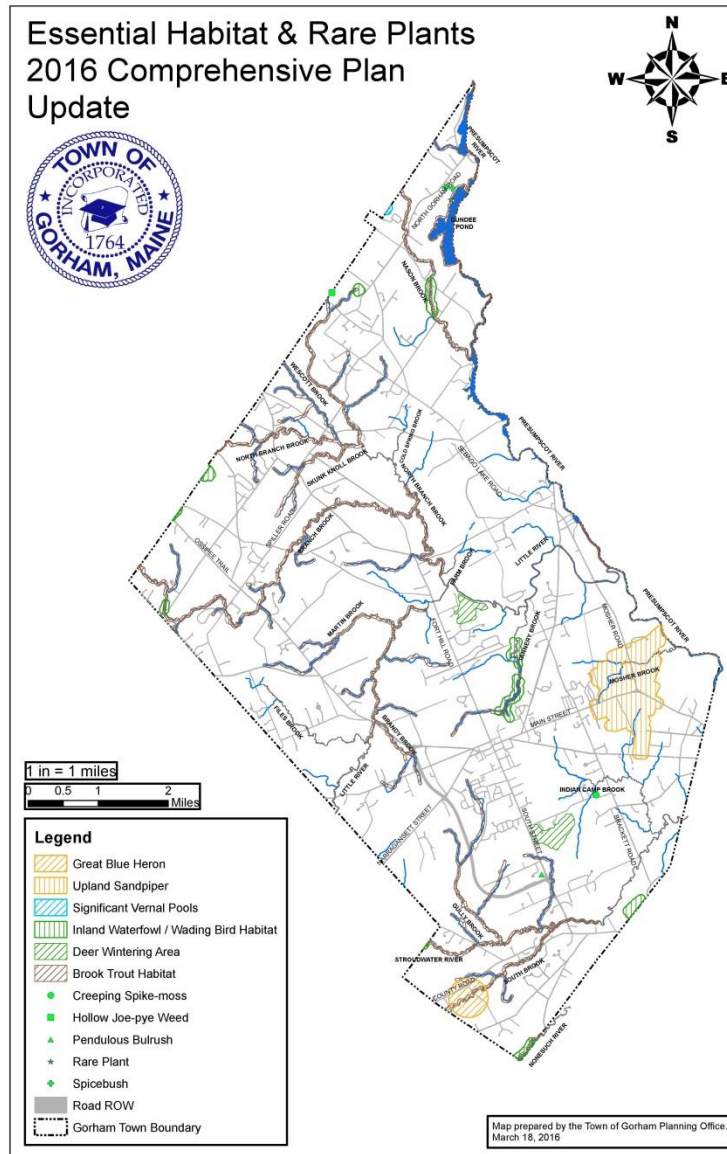 Essential Habitat & Rare Plants
2016 Comprehensive Plan
Update
N
W
E
S
TOWN OF
INCORPORATED
1764
GORHAM, MAINE
PRESUMPSCOT
RIVER
NORTH GORHAM ROAD
DUNDEE
POND
NASON BROOK
WESCOTT BROOK
NORTH BRANCH BROOK
SKUNK KNOLL BROOK
COLD SPRING BROOK
NORTH BRANCH BROOK
SEBAGO LAKE ROAD
PRESUMPSCOT RIVER
SPILLER ROAD
BRANCH BROOK
OSSIPEE TRAIL
LITTLE RIVER
MARTIN BROOK
FORT HILL ROAD
TANNERY BROOK
MOSHER ROAD
PRESUMPSCOT RIVER
MOSHER BROOK
FILES BROOK
BRANDY BROOK
MAIN STREET
LITTLE RIVER
INDIAN CAMP BROOK
BRACKETT ROAD
NARRAGANSETT STREET
SOUTH STREET
GULLY BROOK
STROUDWATER RIVER
SOUTH BROOK
COUNTY ROAD
NONESUCH RIVER
1 in = 1 miles
0 0.5 1 2
Miles
Legend
Great Blue Heron
Upland Sandpiper
Significant Vernal Pools
Inland Waterfowl / Wading Bird Habitat
Deer Wintering Area
Brook Trout Habitat
Creeping Spike-moss
Hollow Joe-pye Weed
Pendulous Bulrush
Rare Plant
Spicebush
Road ROW
Gorham Town Boundary
Map prepared by the Town of Gorham Planning Office.
March 18, 2016